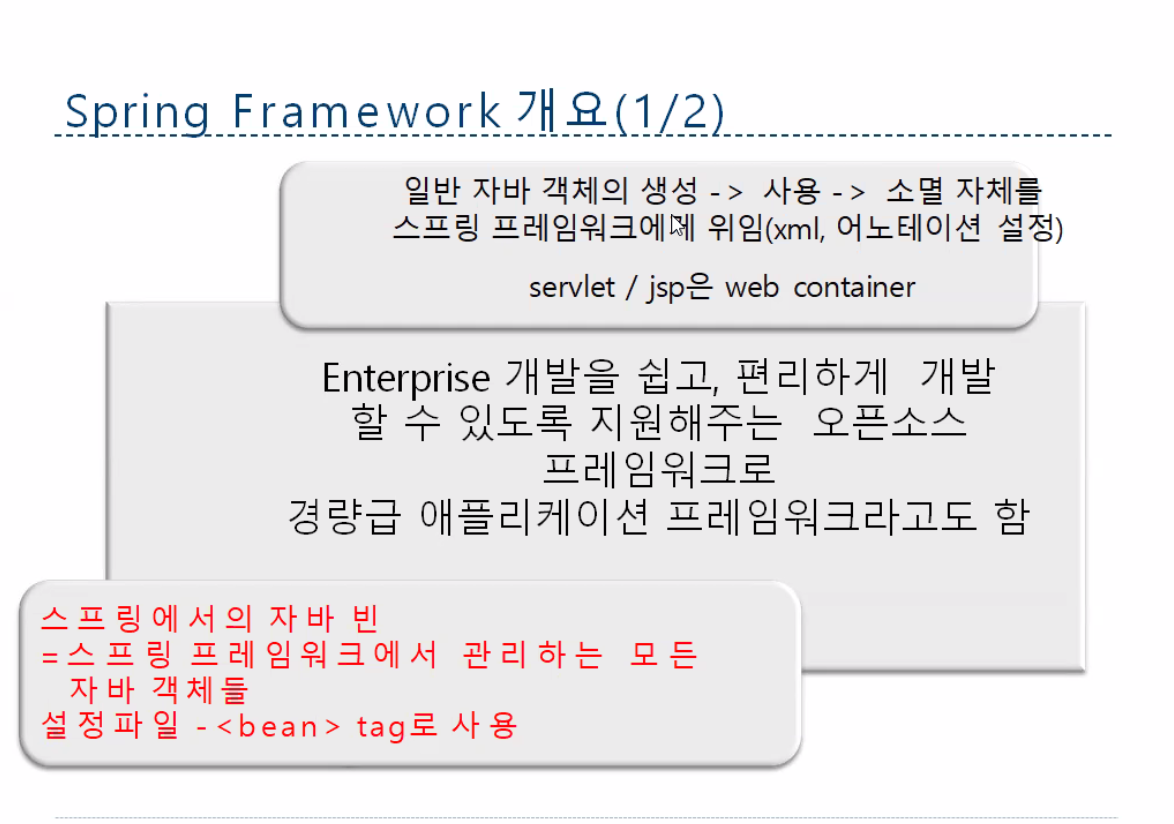 Spring Framework 개요(1/2)
일반 자바 객체의 생성 -> 사용 -> 소멸 자체를
스프링 프레임워크에게 위임(xml, 어노테이션 설정)
servlet / jsp은 web container
Enterprise 개발을 쉽고, 편리하게 개발
할 수 있도록 지원해주는 오픈소스
프레임워크로
경량급 애플리케이션 프레임워크라고도 함
스프링에서의 자바 빈
=스프링 프레임워크에서 관리하는 모든
자바 객체들
설정파일 -<bean> tag로 사용